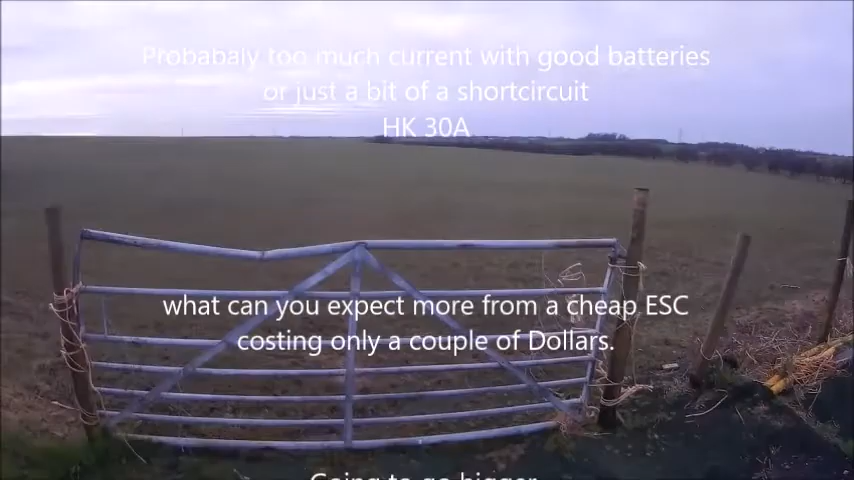 Probabaly too much current with good batteries
or just a bit of a shortcircuit
HK 30A
what can you expect more from a cheap ESC
costing only a couple of Dollars.
Going to go bigger